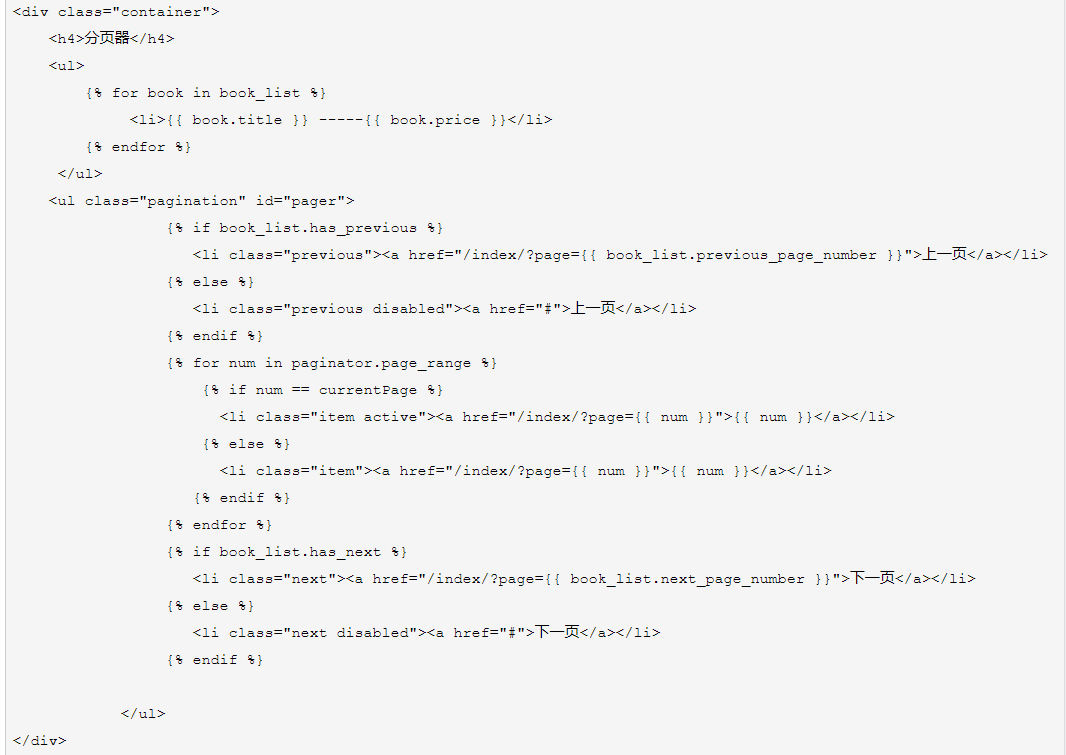 <div class="container">
    <h4>分页器</h4>
    <ul>
        {% for book in book_list %}
             <li>{{ book.title }} -----{{ book.price }}</li>
        {% endfor %}
     </ul>
    <ul class="pagination" id="pager">
                 {% if book_list.has_previous %}
                    <li class="previous"><a href="/index/?page={{ book_list.previous_page_number }}">上一页</a></li>
                 {% else %}
                    <li class="previous disabled"><a href="#">上一页</a></li>
                 {% endif %}
                 {% for num in paginator.page_range %}
                     {% if num == currentPage %}
                       <li class="item active"><a href="/index/?page={{ num }}">{{ num }}</a></li>
                     {% else %}
                       <li class="item"><a href="/index/?page={{ num }}">{{ num }}</a></li>
                    {% endif %}
                 {% endfor %}
                 {% if book_list.has_next %}
                    <li class="next"><a href="/index/?page={{ book_list.next_page_number }}">下一页</a></li>
                 {% else %}
                    <li class="next disabled"><a href="#">下一页</a></li>
                 {% endif %}
            </ul>
</div>